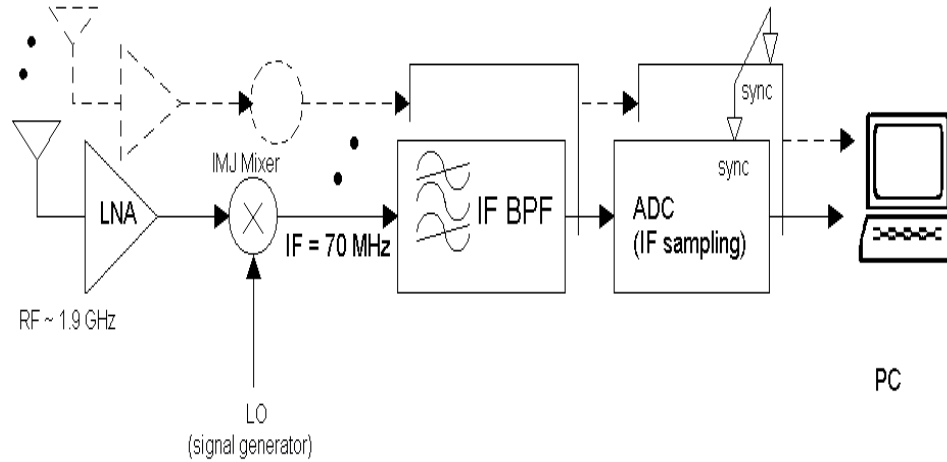 sync
IMJ Mixer
sync
LNA
IF BPF
ADC
(IF sampling)
IF = 70 MHz
RF ~ 1.9 GHz
PC
LO
(signal generator)